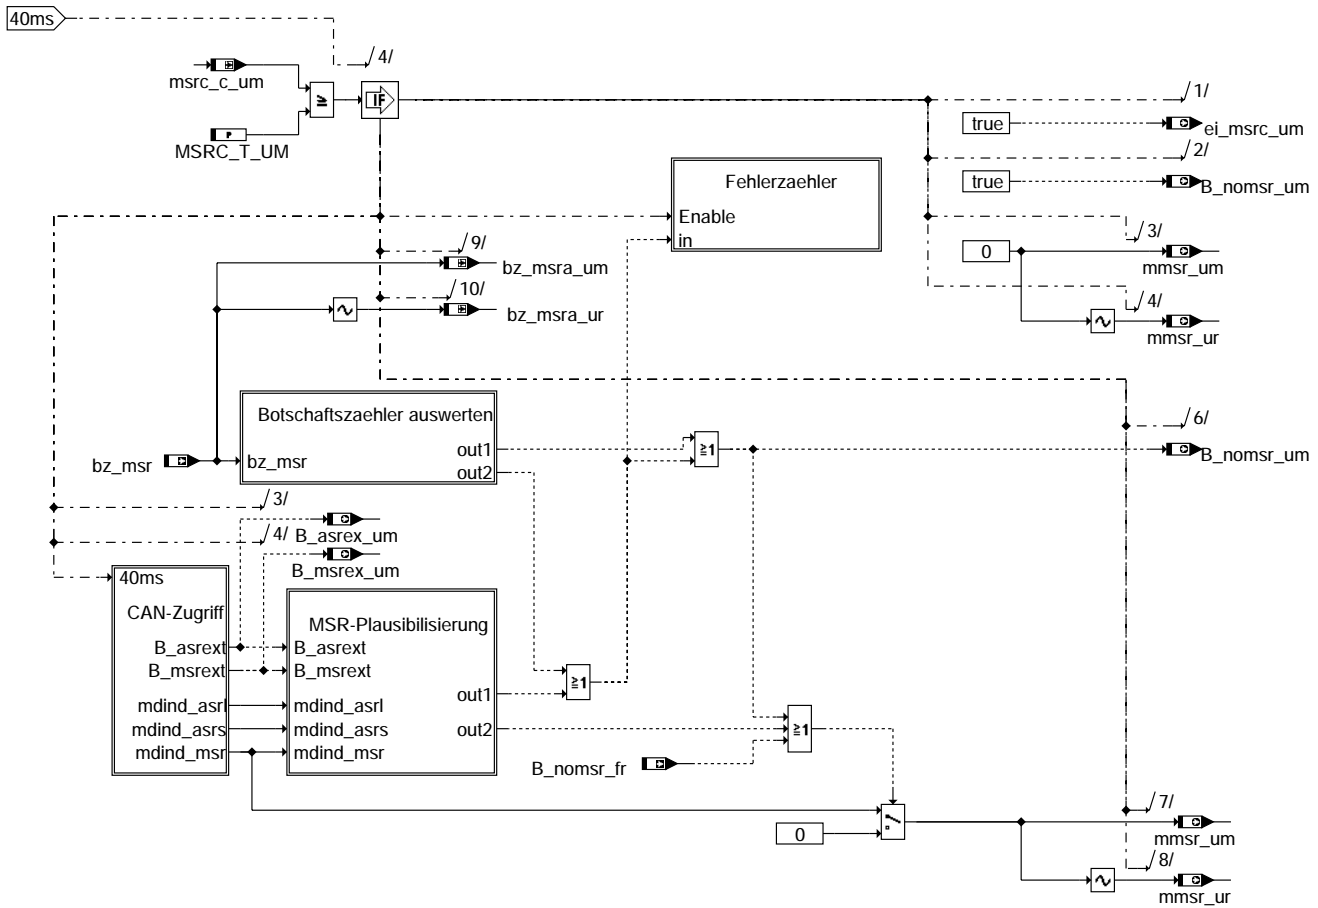 40ms
4/
msrc_c_um
≥
IF
1/
P
MSRC_T_UM
true
ei_msrc_um
2/
true
B_nomsr_um
Fehlerzaehler
Enable
in
3/
0
mmsr_um
9/
bz_msra_um
10/
bz_msra_ur
4/
mmsr_ur
Botschaftszaehler auswerten
out1
bz_msr
bz_msr
out2
≥1
6/
B_nomsr_um
3/
B_asrex_um
4/
B_msrex_um
40ms
CAN-Zugriff
B_asrext
B_msrext
mdind_asrl
mdind_asrs
mdind_msr
MSR-Plausibilisierung
B_asrext
B_msrext
out1
mdind_asrl
mdind_asrs
out2
mdind_msr
≥1
≥1
B_nomsr_fr
0
7/
mmsr_um
8/
mmsr_ur